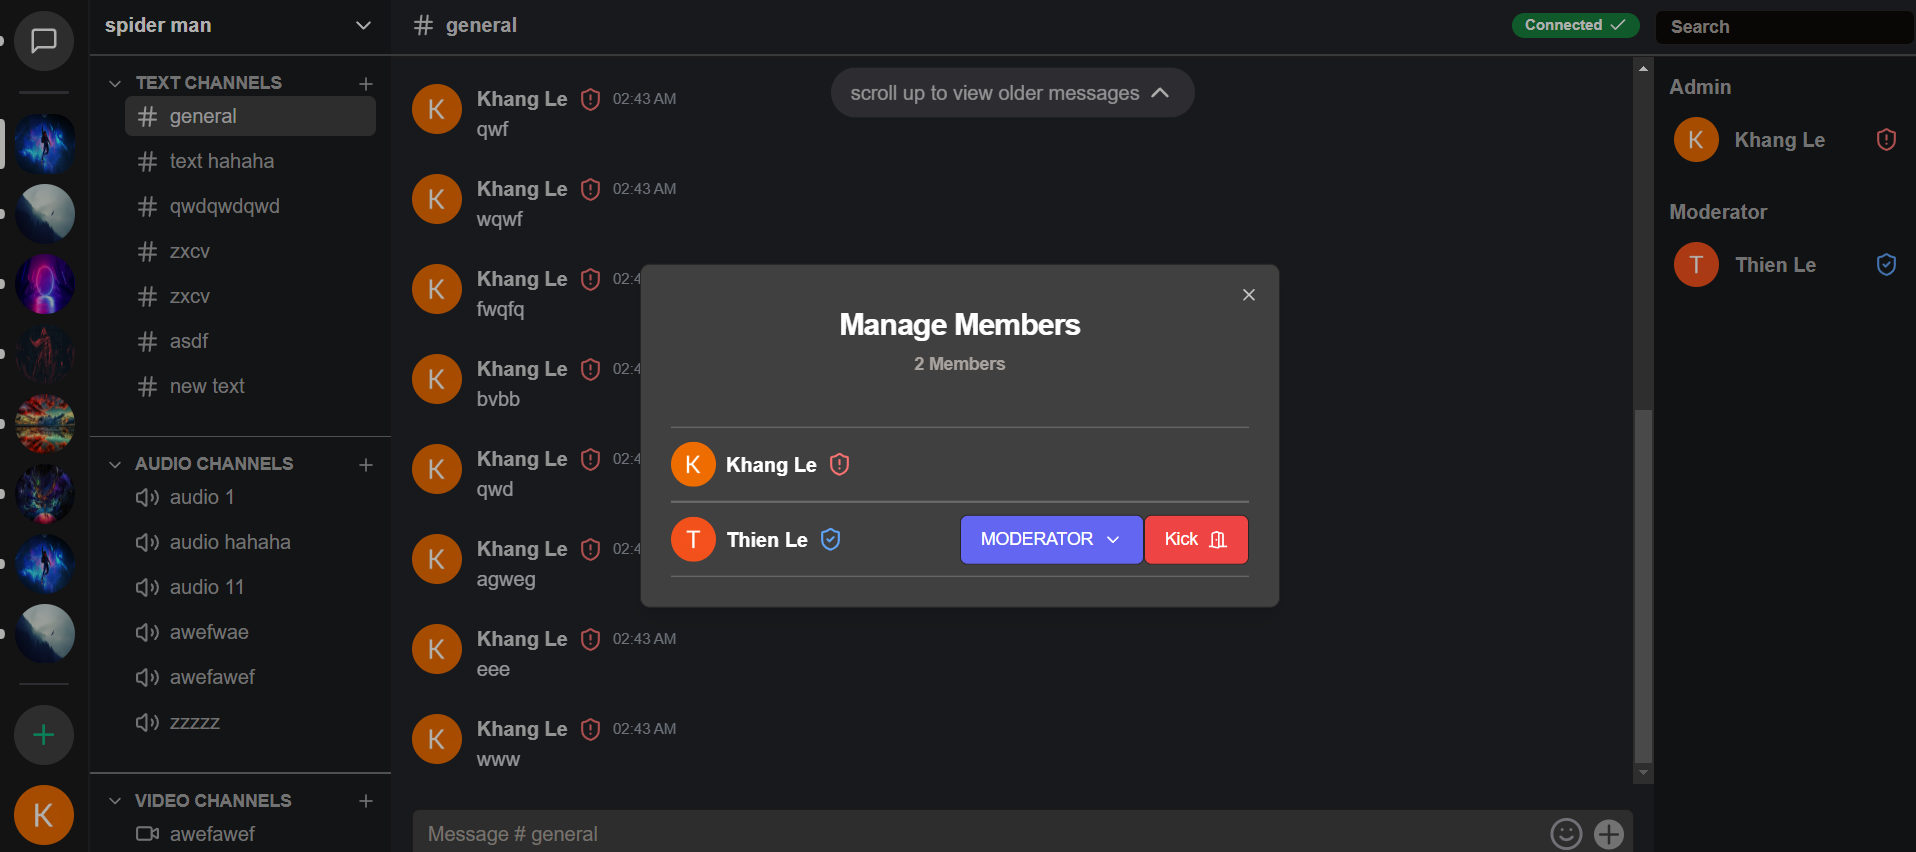 spider man
# general
Connected
Search
TEXT CHANNELS
# general
# text hahaha
# qwdqwdqwd
# zxcv
# zxcv
# asdf
# new text
AUDIO CHANNELS
audio 1
audio hahaha
audio 11
awefwae
awefawef
zzzzz
VIDEO CHANNELS
awefawef
K
scroll up to view older messages
K Khang Le 02:43 AM
qwf
K Khang Le 02:43 AM
wqwf
K Khang Le 02:4
fwqfq
K Khang Le 02:4
bvbb
K Khang Le 02:4
qwd
K Khang Le 02:4
agweg
K Khang Le 02:43 AM
eee
K Khang Le 02:43 AM
www
Message # general
Manage Members
2 Members
K Khang Le
T Thien Le MODERATOR Kick
Admin
K Khang Le
Moderator
T Thien Le